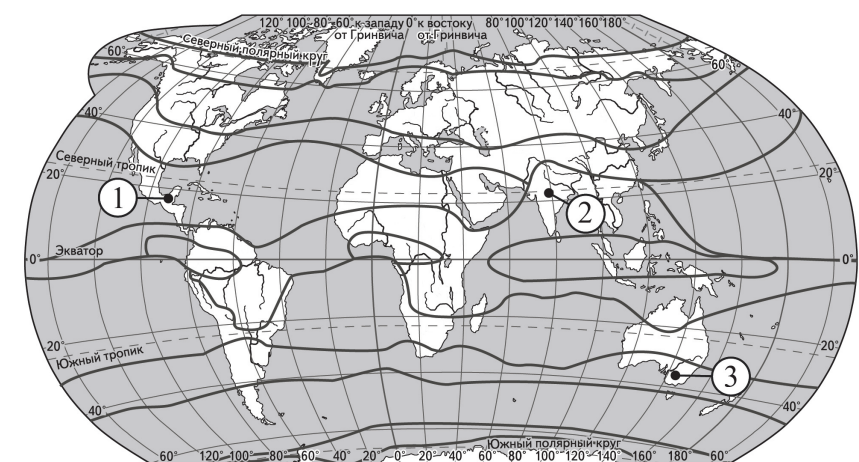 120° 100° 80° 60° к западу 0° к востоку 80° 100° 120° 140° 160° 180°
от Гринвича от Гринвича
Северный полярный круг
60° 60°
40° 40°
Северный тропик
20° 20°
1
2
0° Экватор 0°
20° 20°
Южный тропик
3
40° 40°
Южный полярный круг
60° 120° 100° 80° 60° 40° 20° 0° 20° 40° 60° 80° 100° 120° 140° 160° 180° 60°